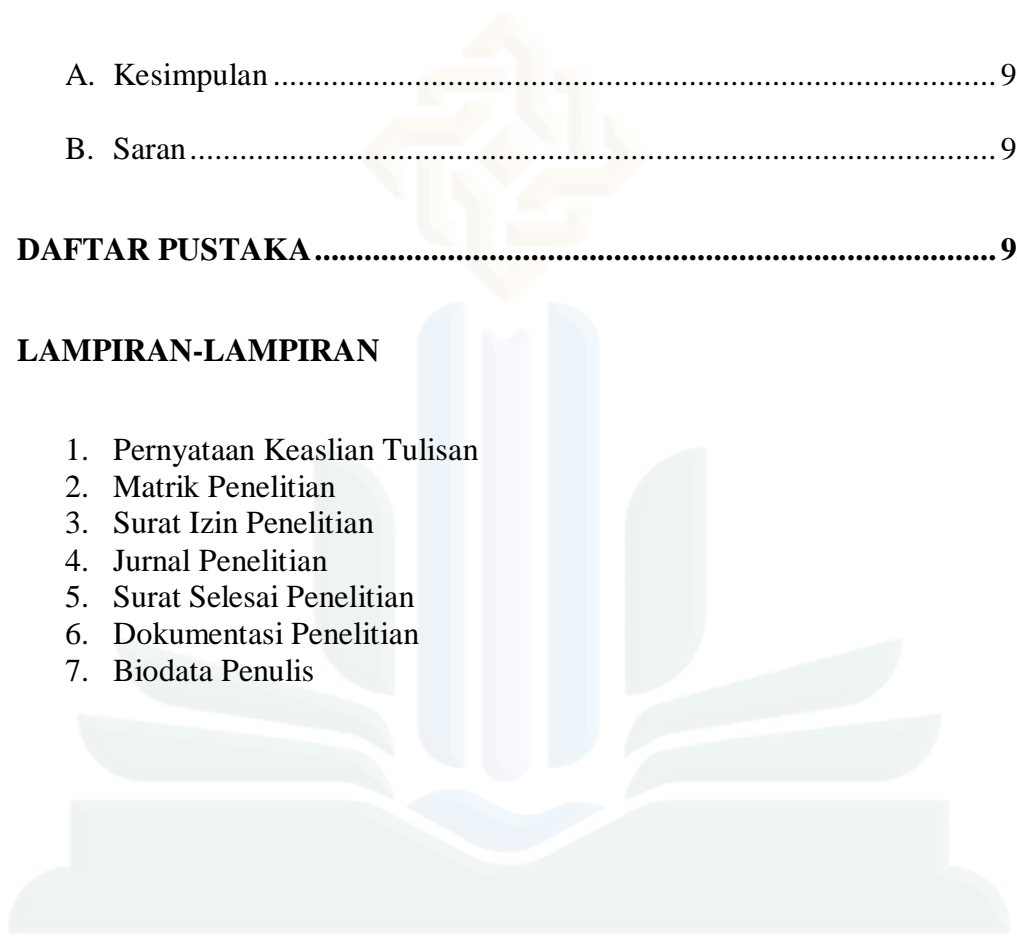 A. Kesimpulan ........................................................................................ 9
B. Saran .................................................................................................. 9
DAFTAR PUSTAKA .................................................................................. 9
LAMPIRAN-LAMPIRAN
1. Pernyataan Keaslian Tulisan
2. Matrik Penelitian
3. Surat Izin Penelitian
4. Jurnal Penelitian
5. Surat Selesai Penelitian
6. Dokumentasi Penelitian
7. Biodata Penulis